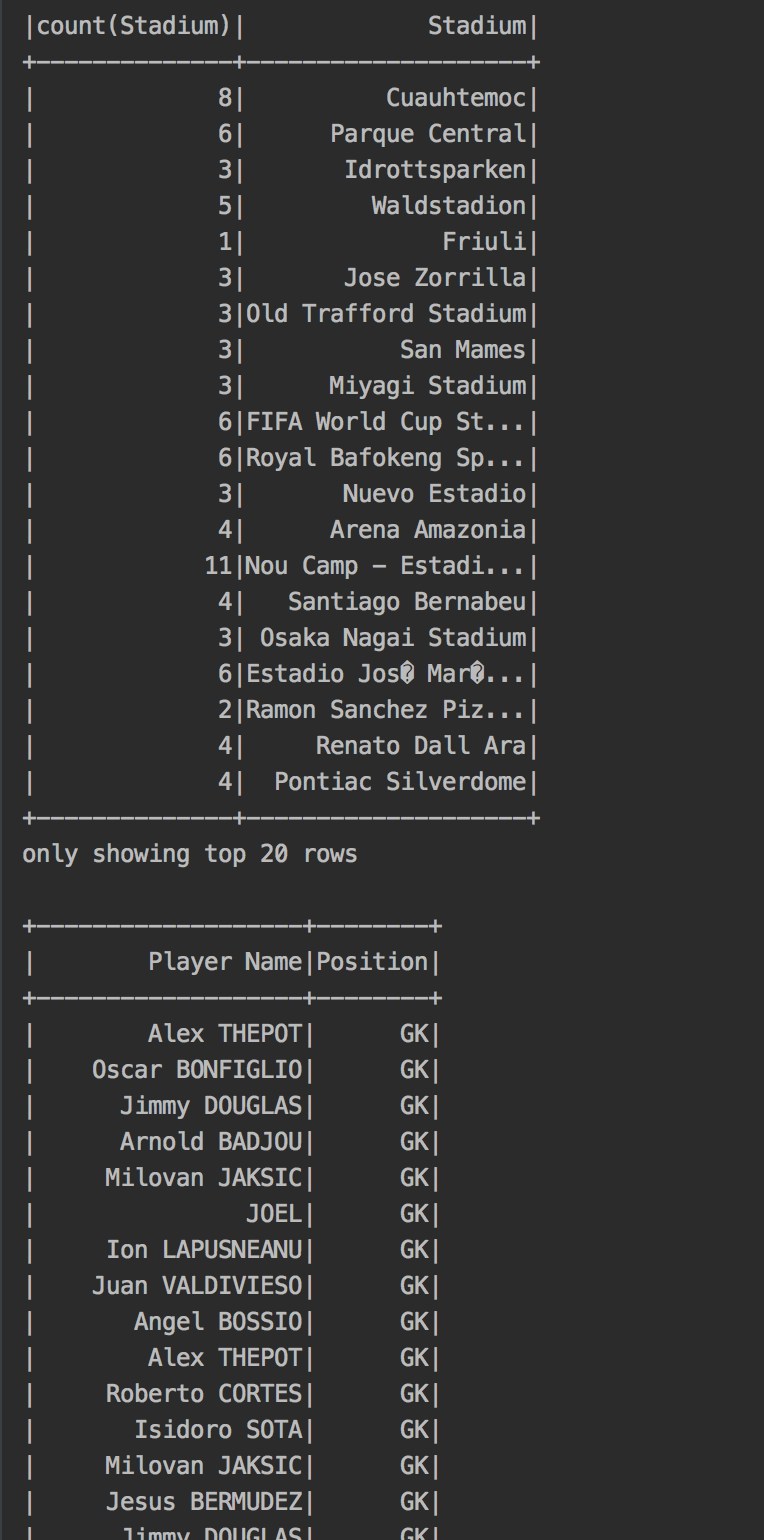 |count(Stadium)|             Stadium|
+--------------+--------------------+
|             8|          Cuauhtemoc|
|             6|      Parque Central|
|             3|       Idrottsparken|
|             5|         Waldstadion|
|             1|              Friuli|
|             3|       Jose Zorrilla|
|             3|Old Trafford Stadium|
|             3|           San Mames|
|             3|      Miyagi Stadium|
|             6|FIFA World Cup St...|
|             6|Royal Bafokeng Sp...|
|             3|       Nuevo Estadio|
|             4|      Arena Amazonia|
|            11|Nou Camp - Estadi...|
|             4|   Santiago Bernabeu|
|             3| Osaka Nagai Stadium|
|             6|Estadio Jos� Mar�...|
|             2|Ramon Sanchez Piz...|
|             4|     Renato Dall Ara|
|             4|  Pontiac Silverdome|
+--------------+--------------------+
only showing top 20 rows

+-------------------+--------+
|        Player Name|Position|
+-------------------+--------+
|        Alex THEPOT|      GK|
|    Oscar BONFIGLIO|      GK|
|      Jimmy DOUGLAS|      GK|
|      Arnold BADJOU|      GK|
|     Milovan JAKSIC|      GK|
|               JOEL|      GK|
|     Ion LAPUSNEANU|      GK|
|    Juan VALDIVIESO|      GK|
|       Angel BOSSIO|      GK|
|        Alex THEPOT|      GK|
|     Roberto CORTES|      GK|
|       Isidoro SOTA|      GK|
|     Milovan JAKSIC|      GK|
|     Jesus BERMUDEZ|      GK|
|      Jimmy DOUGLAS|      GK|